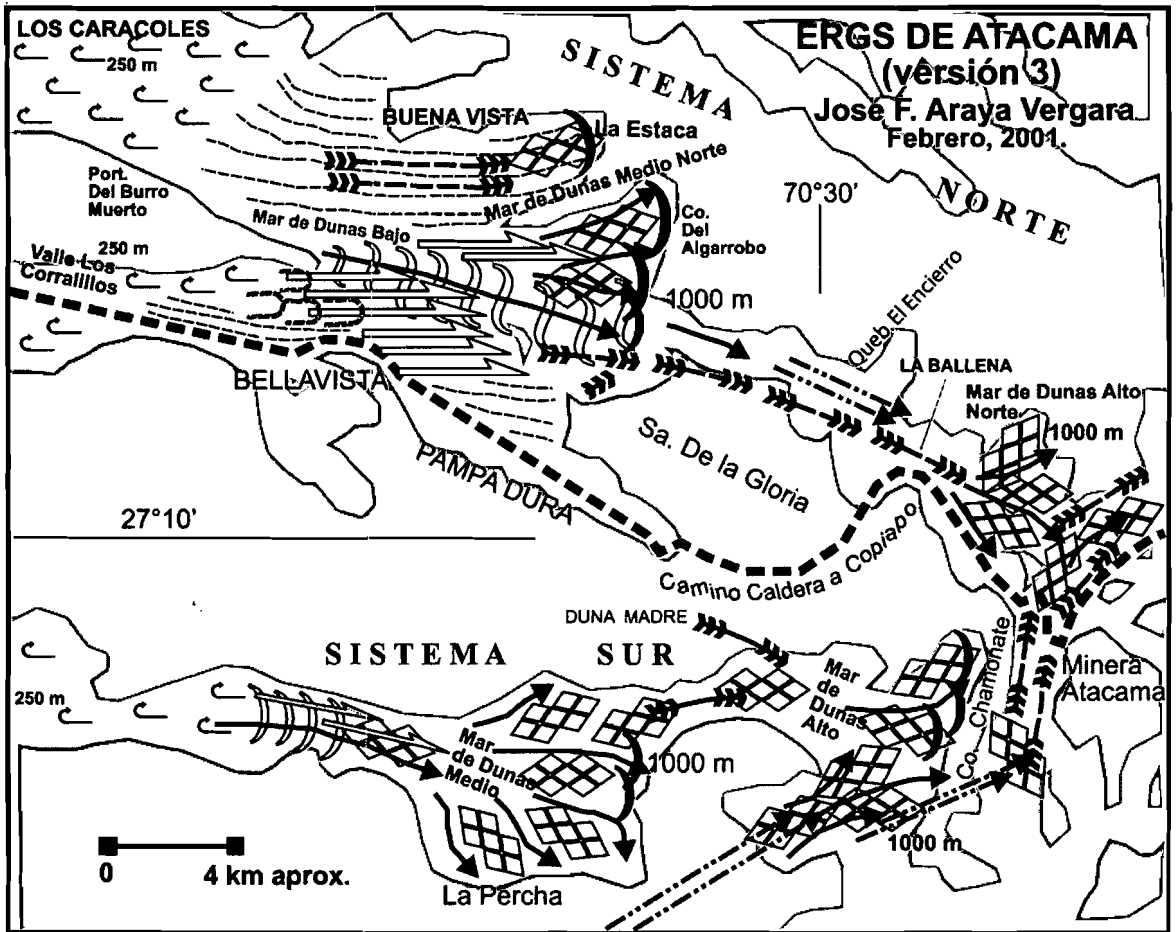 LOS CARACOLES
250 m
ERGS DE ATACAMA
(versión 3)
José F. Araya Vergara
Febrero, 2001.
SISTEMA
NORTE
BUENA VISTA
La Estaca
Mar de Dunas Medio Norte
Port.
Del Burro
Muerto
70°30’
Co.
Del
Algarrobo
Mar de Dunas Bajo
250 m
Valle Los
Corralillos
1000 m
Queb. El Encierro
LA BALLENA
BELLAVISTA
Mar de Dunas Alto
Norte
1000 m
Sa. De la Gloria
PAMPA DURA
27°10’
Camino Caldera a Copiapo
DUNA MADRE
SISTEMA SUR
Mar
de
Dunas
Alto
Co. Chamonate
Minera
Atacama
250 m
Mar
de Dunas
Medio
1000 m
1000 m
0 4 km aprox.
La Percha